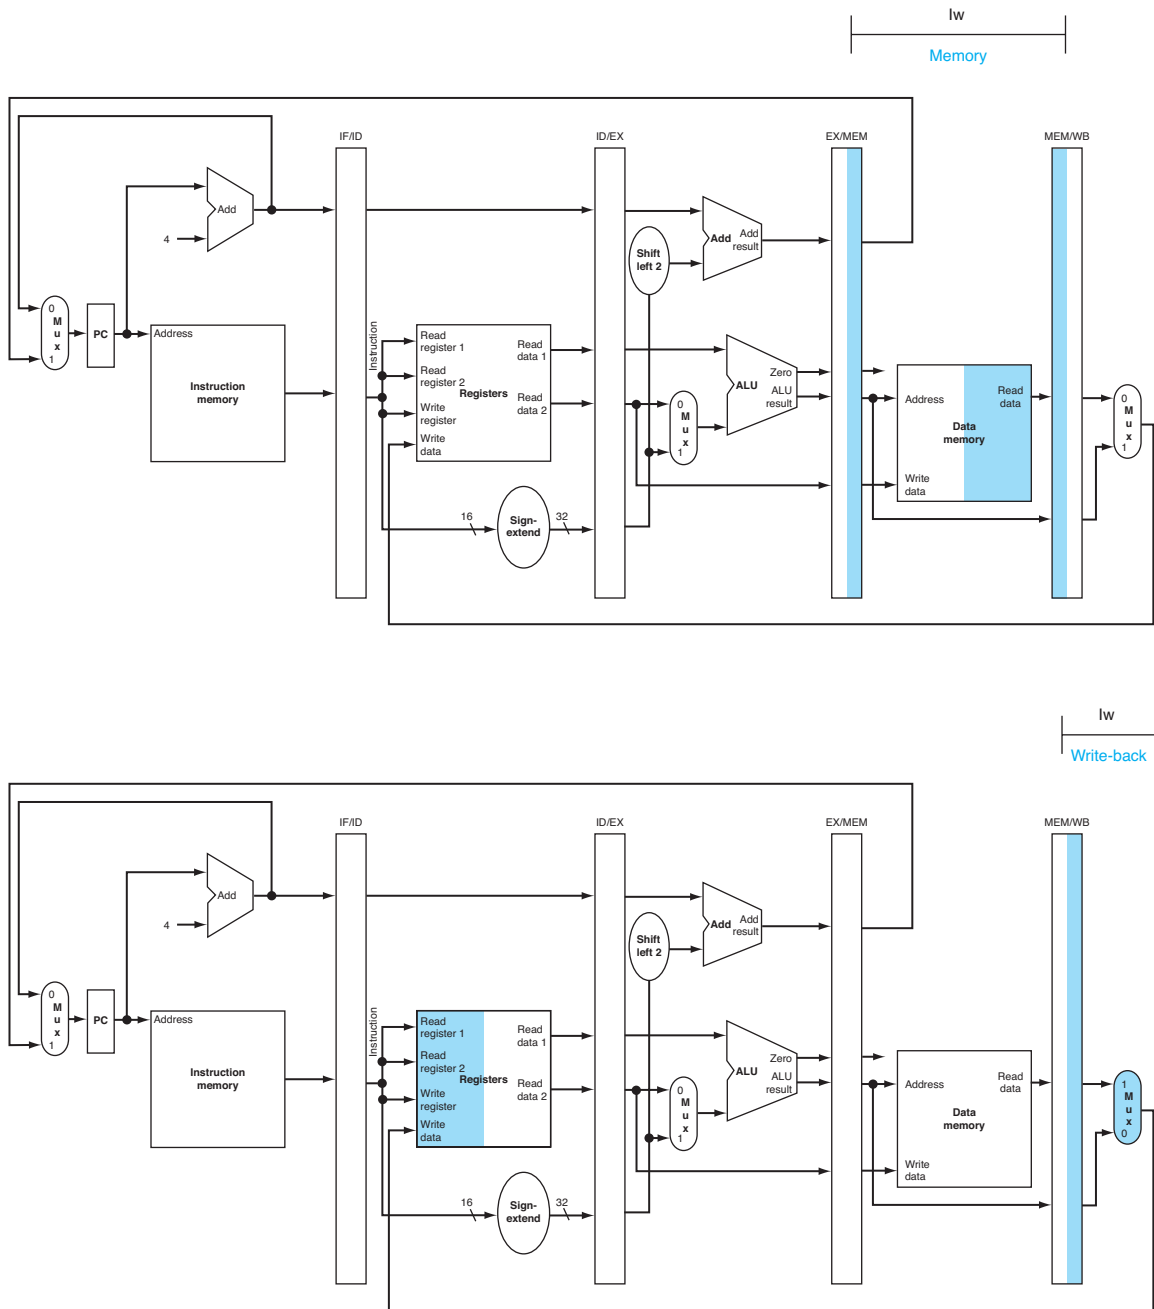 lw
Memory
IF/ID
ID/EX
EX/MEM
MEM/WB
Add
4
Add
Add
result
Shift
left 2
0
M
u
x
1
PC
Address
Instruction
memory
Instruction
Read
register 1
Read
register 2
Write
register
Write
data
Registers
Read
data 1
Read
data 2
0
M
u
x
1
ALU
Zero
ALU
result
Address
Write
data
Data
memory
Read
data
0
M
u
x
1
16
Sign-
extend
32
lw
Write-back
IF/ID
ID/EX
EX/MEM
MEM/WB
Add
4
Add
Add
result
Shift
left 2
0
M
u
x
1
PC
Address
Instruction
memory
Instruction
Read
register 1
Read
register 2
Write
register
Write
data
Registers
Read
data 1
Read
data 2
0
M
u
x
1
ALU
Zero
ALU
result
Address
Write
data
Data
memory
Read
data
1
M
u
x
0
16
Sign-
extend
32